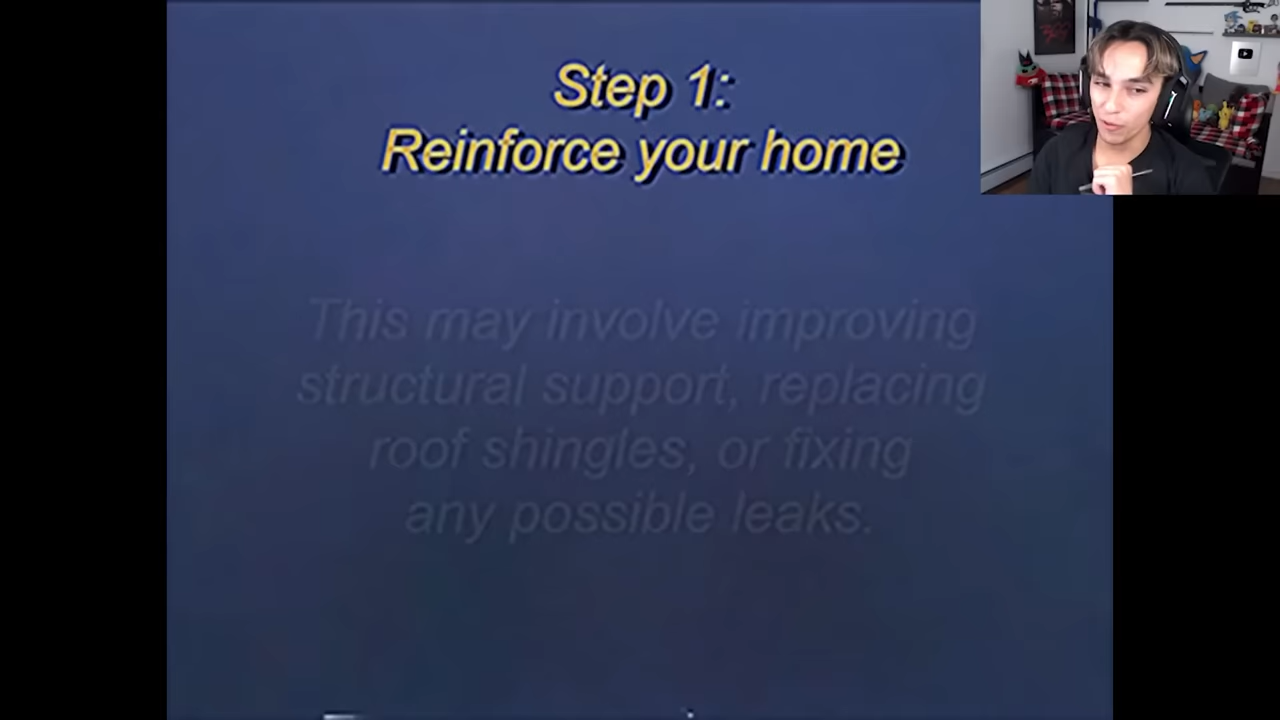 Step 1:
Reinforce your home
This may involve improving
structural support, replacing
roof shingles, or fixing
any possible leaks.